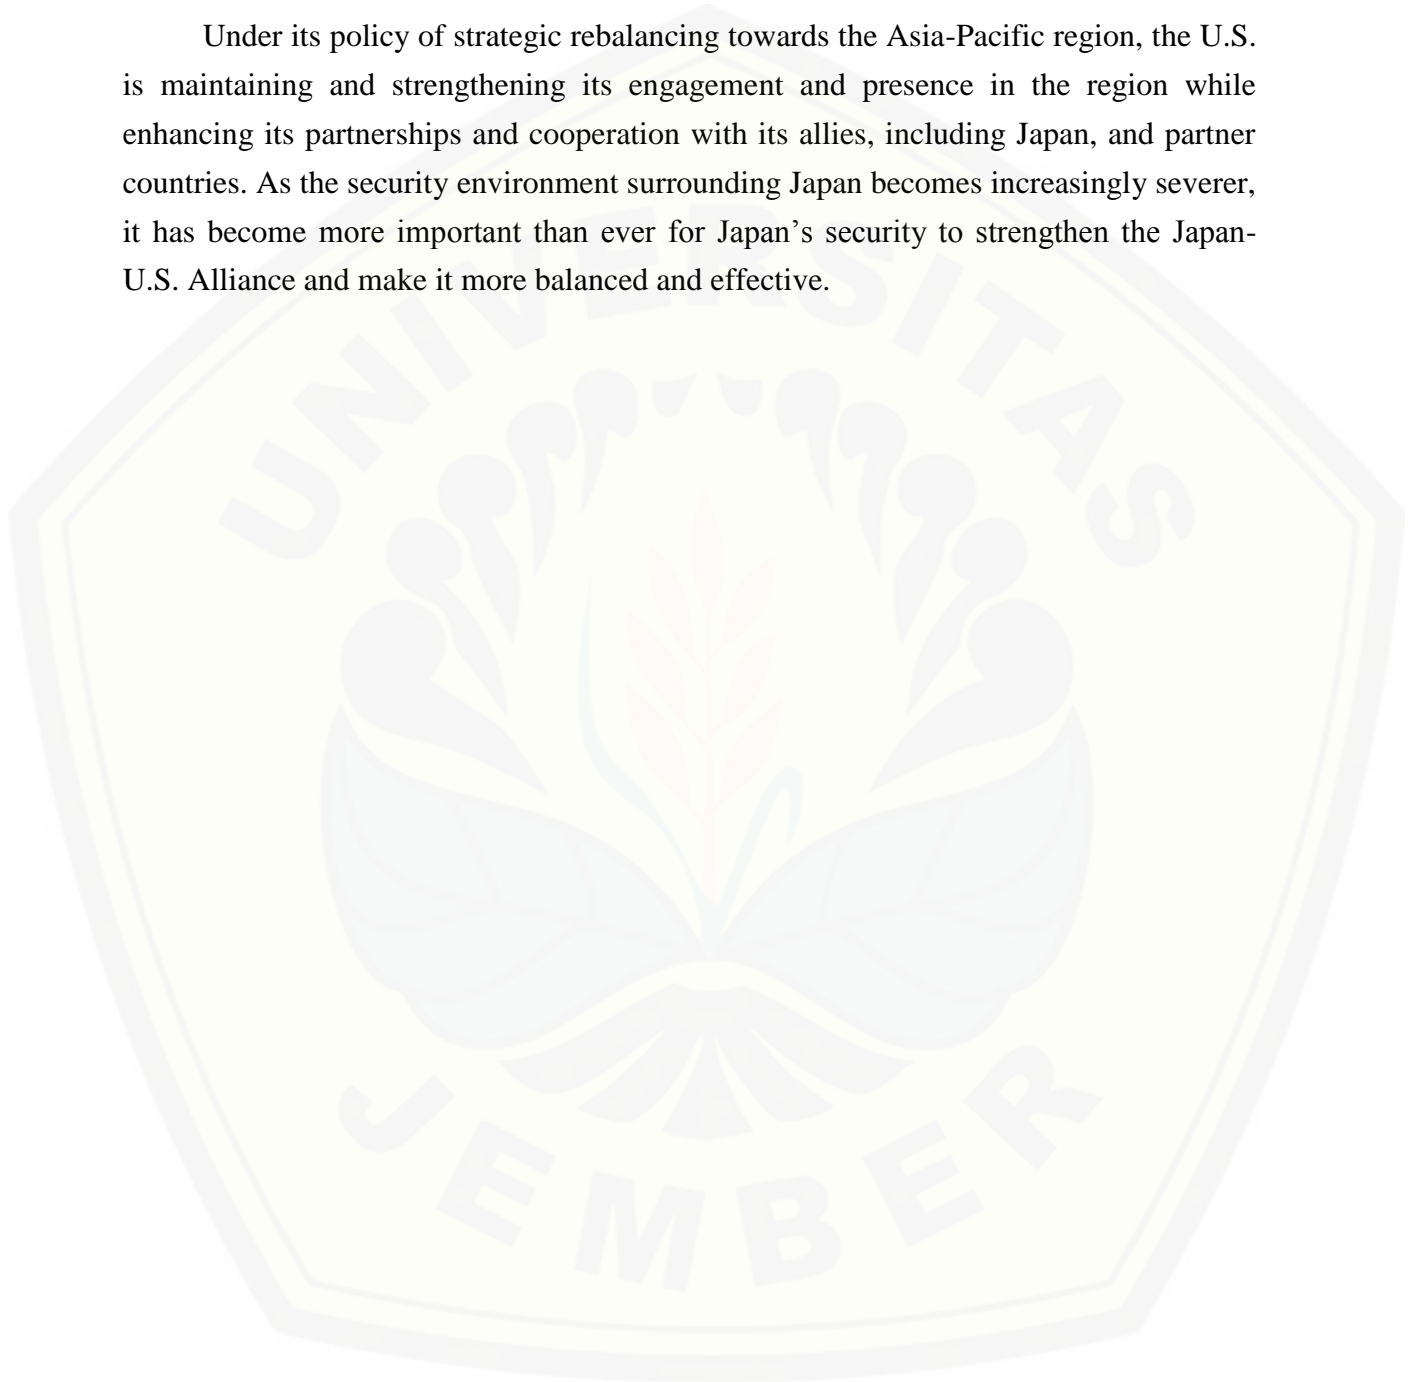 Under its policy of strategic rebalancing towards the Asia-Pacific region, the U.S.
is maintaining and strengthening its engagement and presence in the region while
enhancing its partnerships and cooperation with its allies, including Japan, and partner
countries. As the security environment surrounding Japan becomes increasingly severer,
it has become more important than ever for Japan’s security to strengthen the Japan-
U.S. Alliance and make it more balanced and effective.
UNIVERSITAS
JEMBER